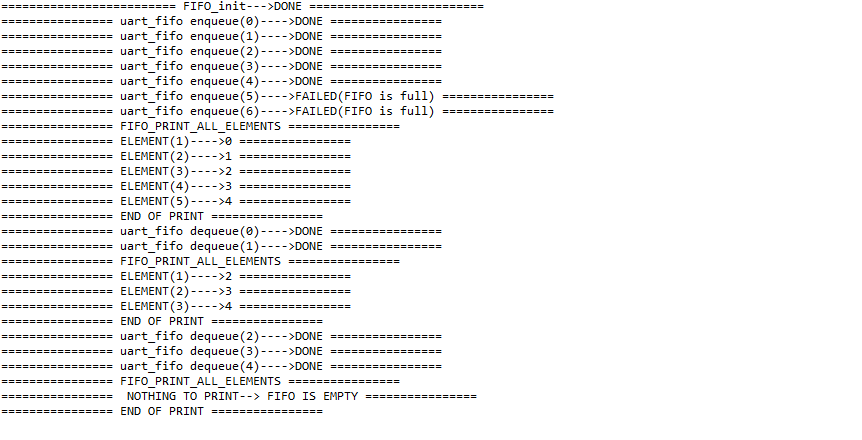 ========================= FIFO_init--->DONE =========================
================ uart_fifo enqueue(0)---->DONE ================
================ uart_fifo enqueue(1)---->DONE ================
================ uart_fifo enqueue(2)---->DONE ================
================ uart_fifo enqueue(3)---->DONE ================
================ uart_fifo enqueue(4)---->DONE ================
================ uart_fifo enqueue(5)---->FAILED(FIFO is full) ================
================ uart_fifo enqueue(6)---->FAILED(FIFO is full) ================
================ FIFO_PRINT_ALL_ELEMENTS ================
================ ELEMENT(1)---->0 ================
================ ELEMENT(2)---->1 ================
================ ELEMENT(3)---->2 ================
================ ELEMENT(4)---->3 ================
================ ELEMENT(5)---->4 ================
================ END OF PRINT ================
================ uart_fifo dequeue(0)---->DONE ================
================ uart_fifo dequeue(1)---->DONE ================
================ FIFO_PRINT_ALL_ELEMENTS ================
================ ELEMENT(1)---->2 ================
================ ELEMENT(2)---->3 ================
================ ELEMENT(3)---->4 ================
================ END OF PRINT ================
================ uart_fifo dequeue(2)---->DONE ================
================ uart_fifo dequeue(3)---->DONE ================
================ uart_fifo dequeue(4)---->DONE ================
================ FIFO_PRINT_ALL_ELEMENTS ================
================  NOTHING TO PRINT--> FIFO IS EMPTY ================
================ END OF PRINT ================